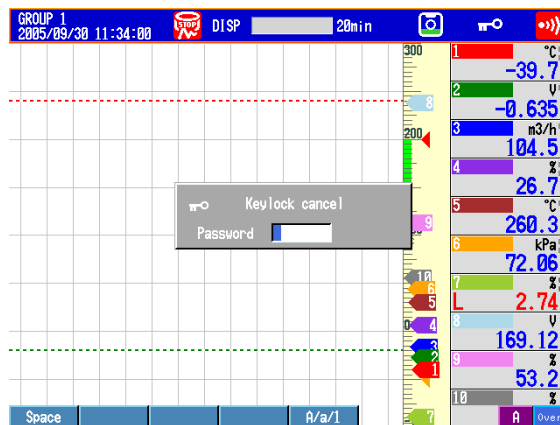 GROUP 1
2005/09/30 11:34:00
STOP
DISP 20min
300
200
0
8
9
10
6
5
4
3
2
1
7
1 °C
-39.7
2 V
-0.635
3 m3/h
104.5
4 %
26.7
5 °C
260.3
6 kPa
72.06
7 %
L 2.74
8 V
169.12
9 %
53.2
10 %
Keylock cancel
Password
Space
A/a/1
A
Over